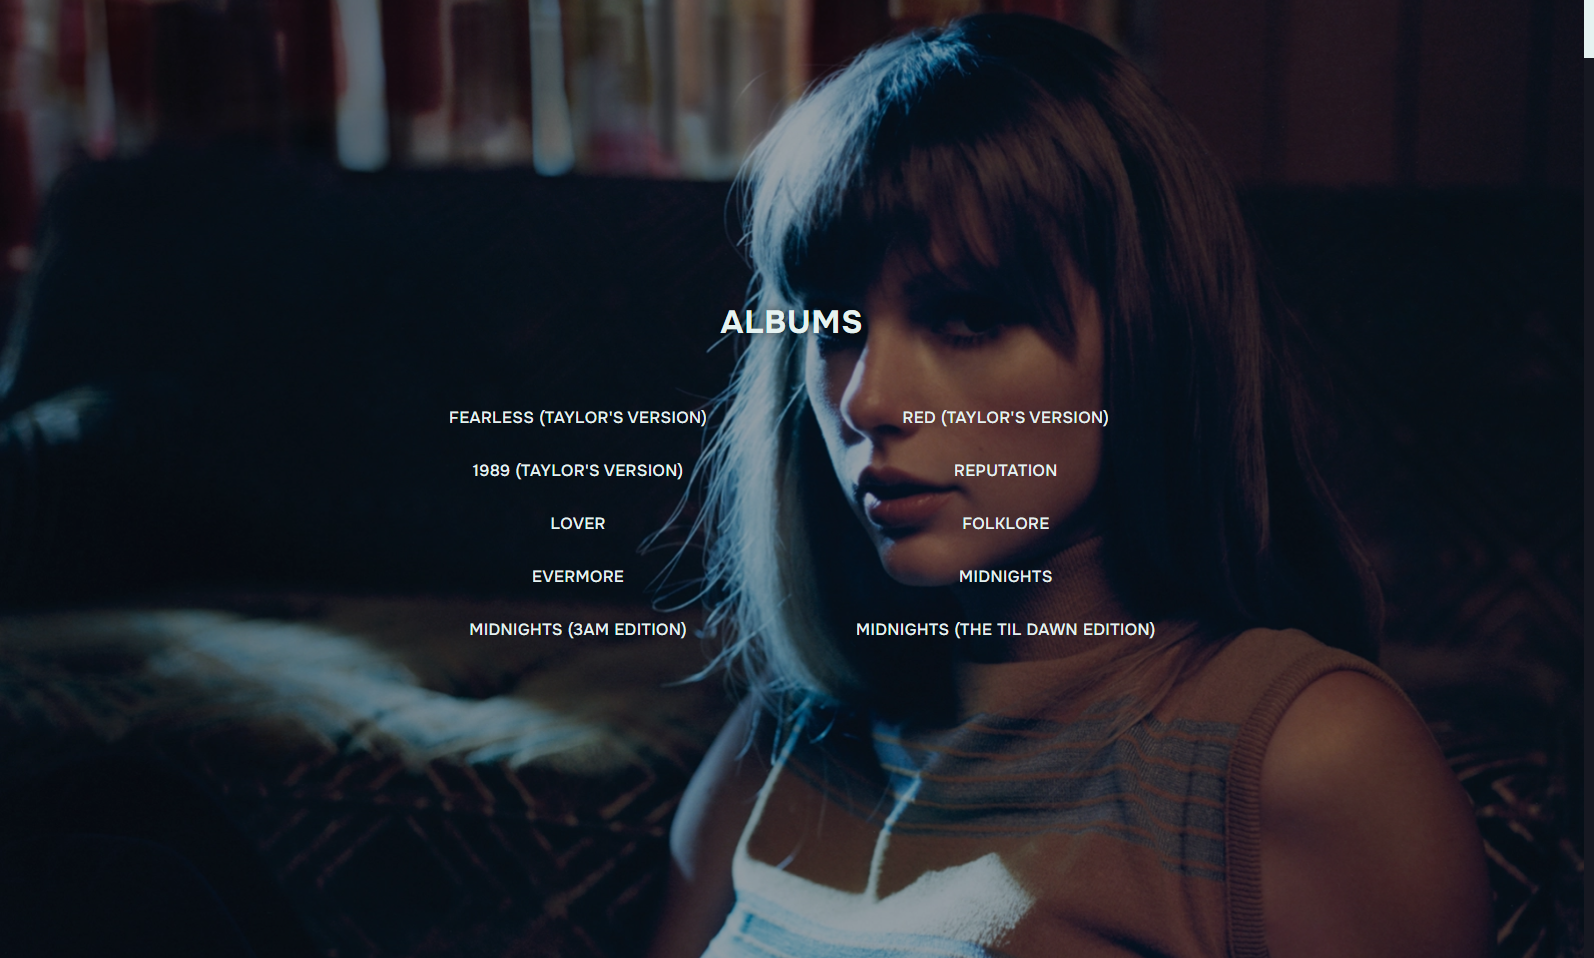 ALBUMS
FEARLESS (TAYLOR'S VERSION)
RED (TAYLOR'S VERSION)
1989 (TAYLOR'S VERSION)
REPUTATION
LOVER
FOLKLORE
EVERMORE
MIDNIGHTS
MIDNIGHTS (3AM EDITION)
MIDNIGHTS (THE TIL DAWN EDITION)